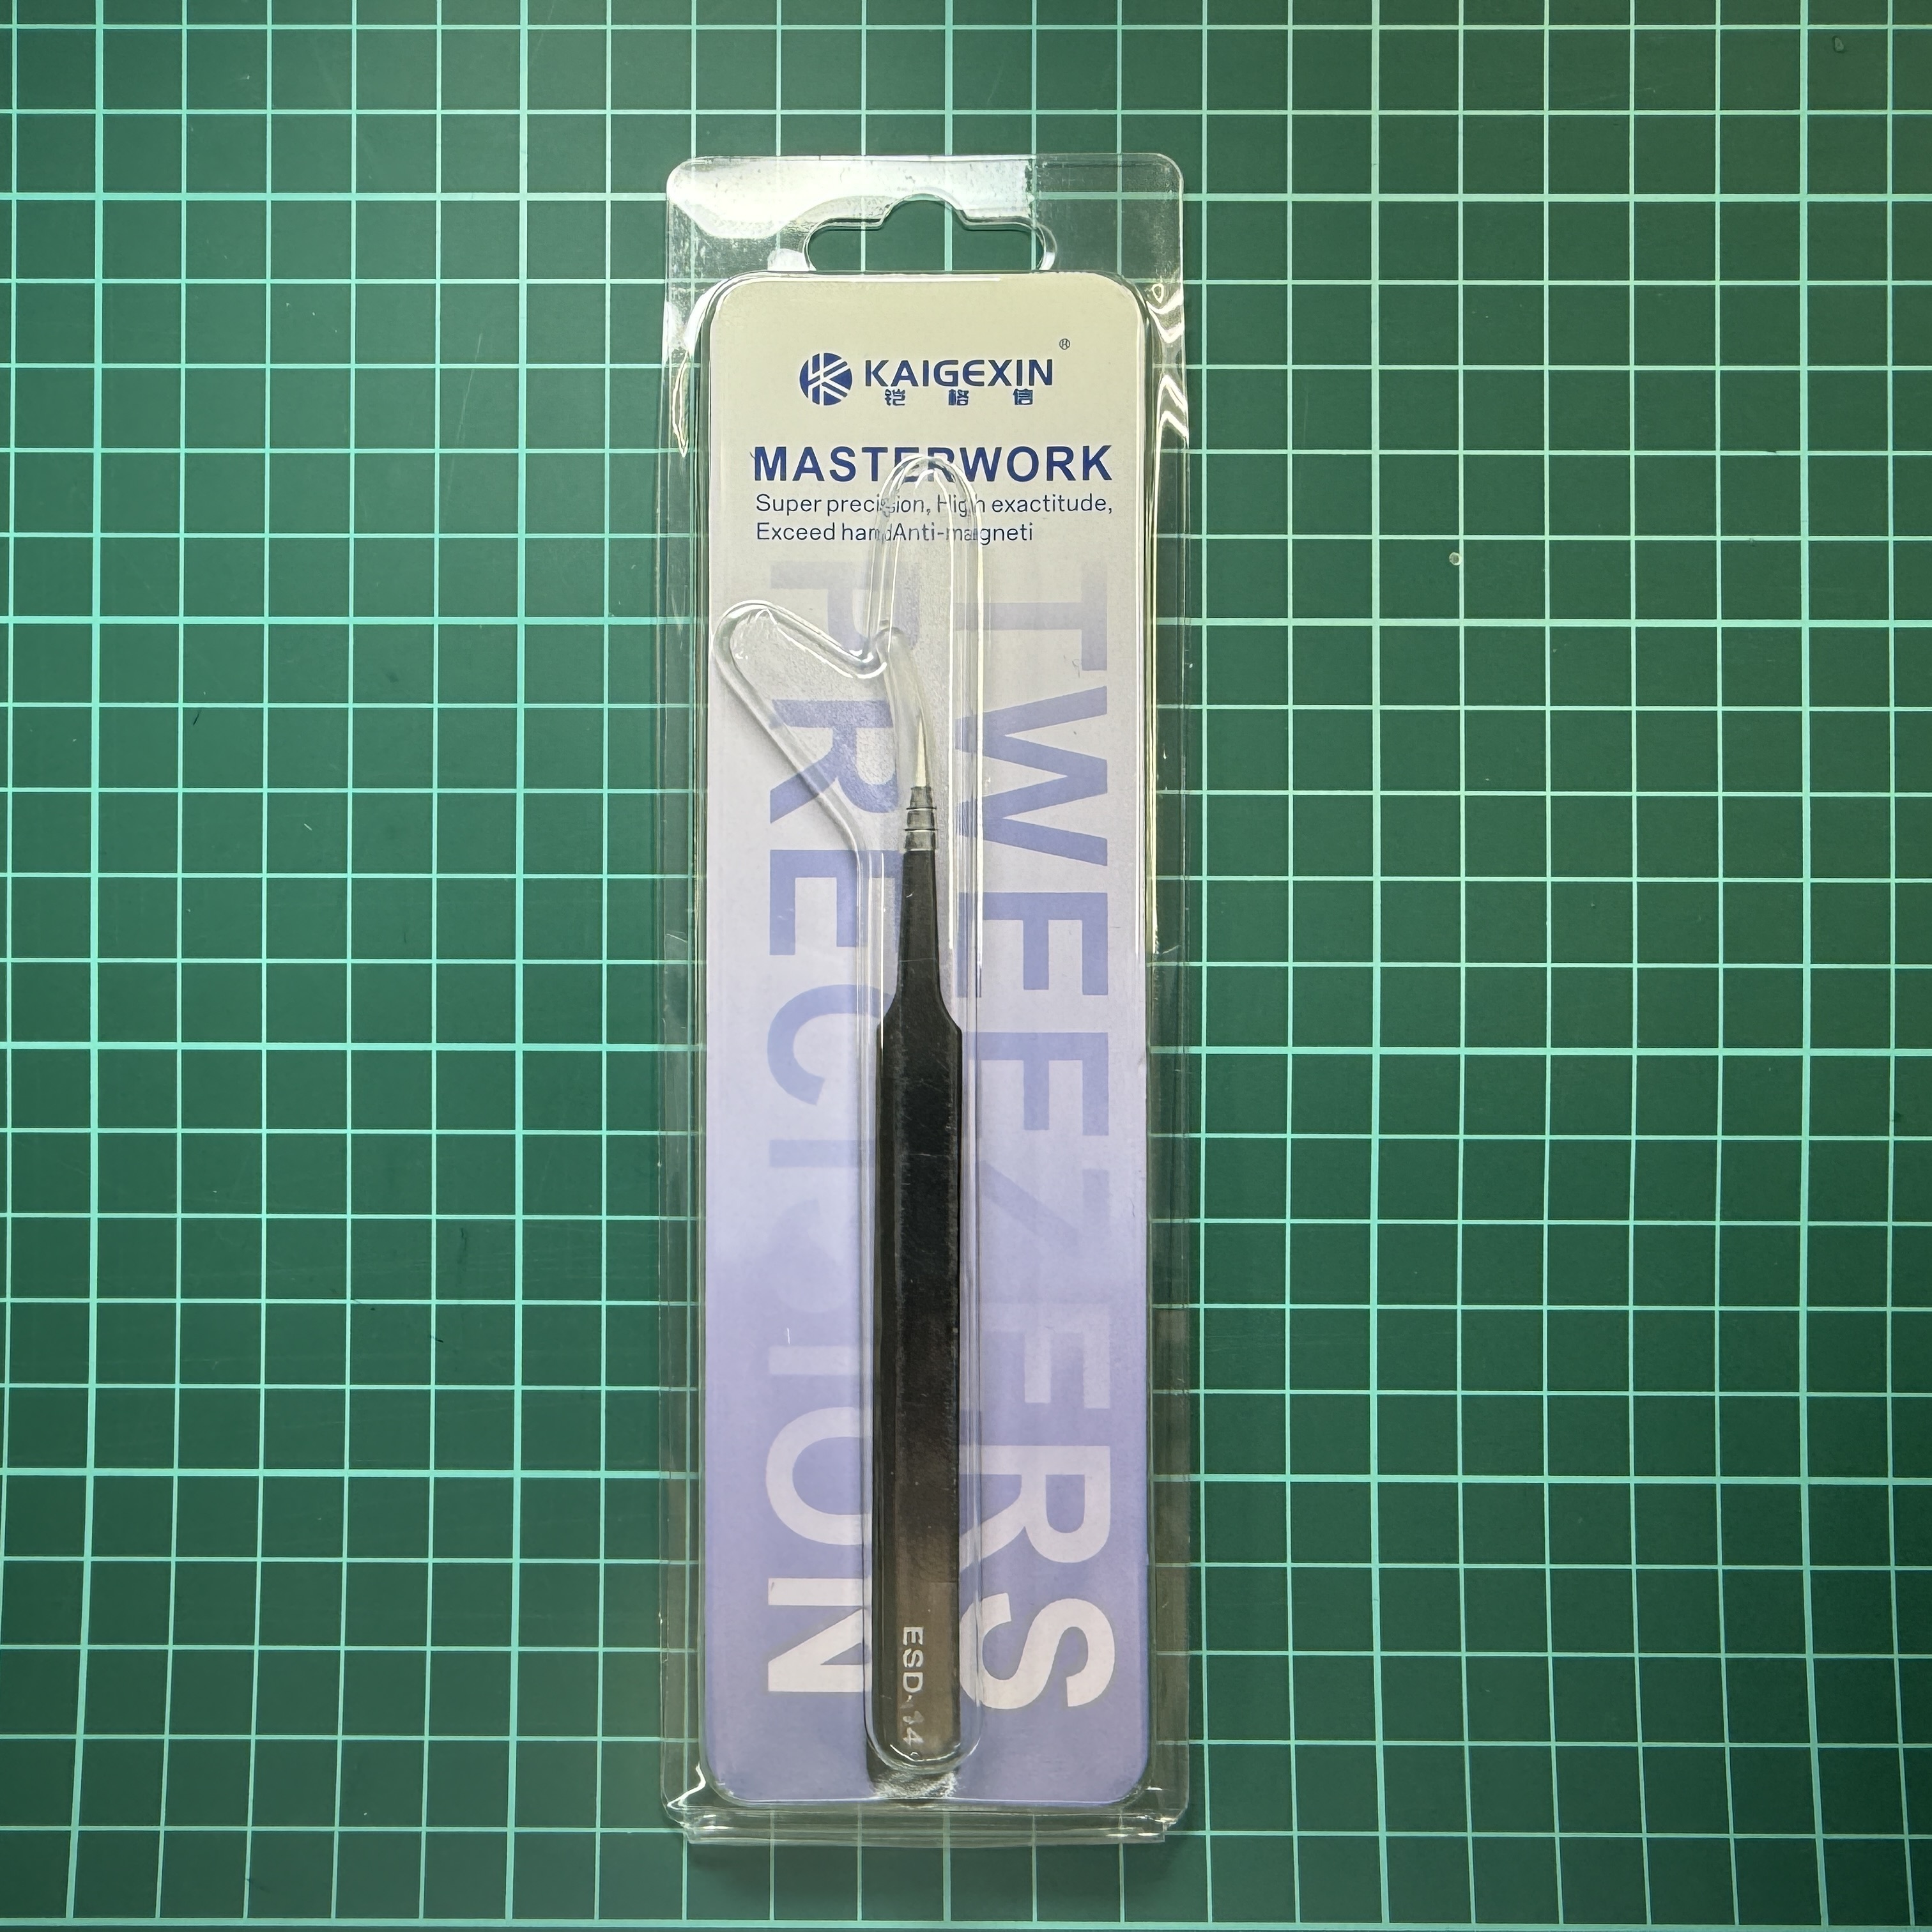 KAIGEXIN®
铠格信
MASTERWORK
Super precision, High exactitude,
Exceed handAnti-magneti
PRECISION
TWEEZERS
ESD-14